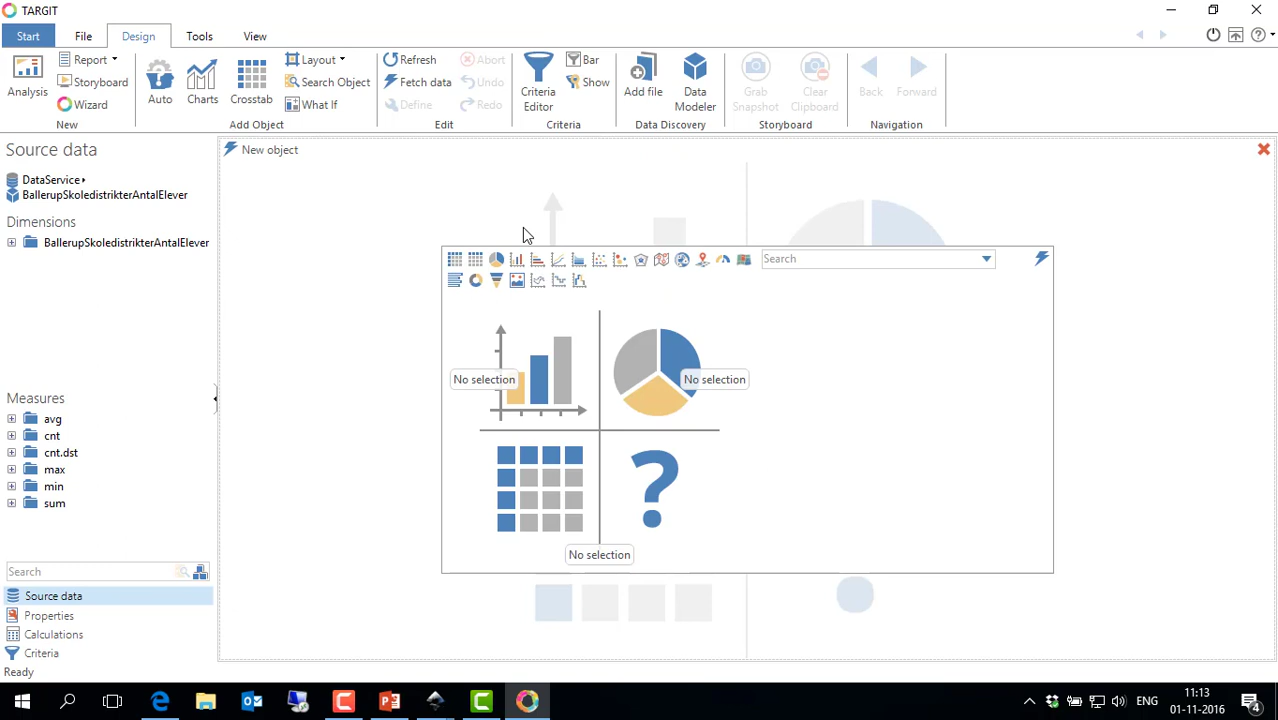 TARGIT
Start File Design Tools View
Analysis Report Storyboard Wizard New
Auto Charts Crosstab Layout Search Object What If Add Object
Refresh Fetch data Define Abort Undo Redo Edit
Criteria Editor Bar Show Criteria
Add file Data Modeler Data Discovery
Grab Snapshot Clear Clipboard Storyboard
Back Forward Navigation
Source data
DataService
BallerupSkoledistrikterAntalElever
Dimensions
BallerupSkoledistrikterAntalElever
Measures
avg
cnt
cnt.dst
max
min
sum
Search
Source data
Properties
Calculations
Criteria
Ready
New object
Search
No selection
No selection
?
No selection
ENG
11:13
01-11-2016
4